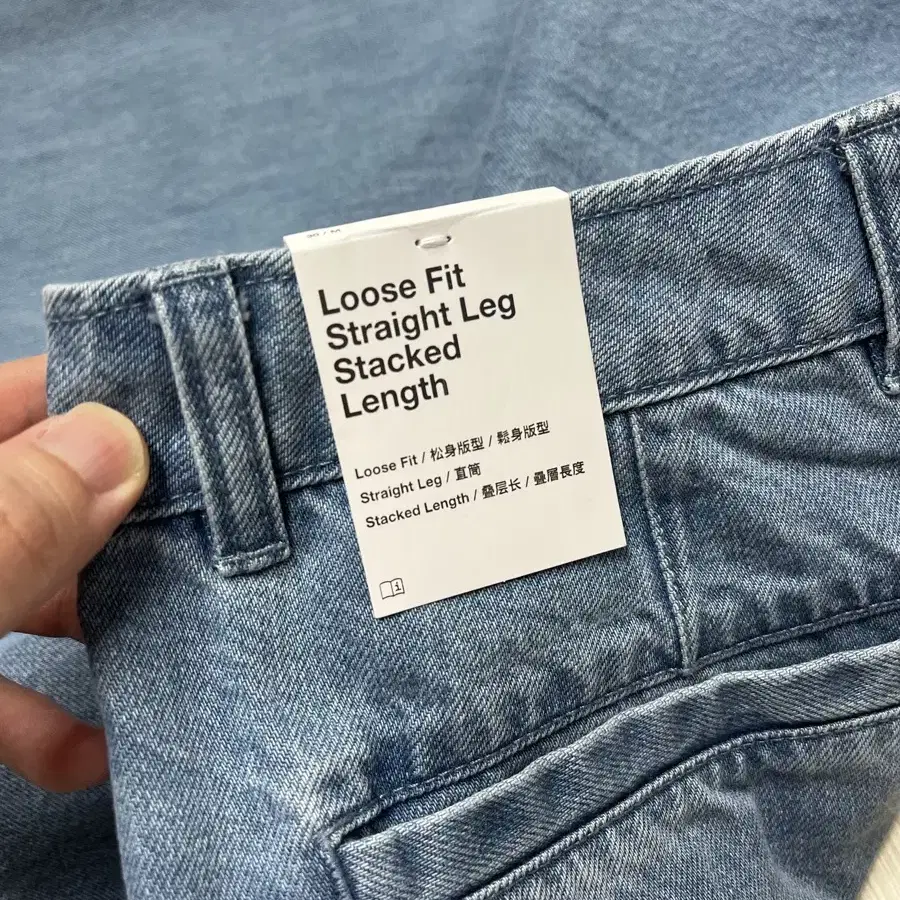 Loose Fit
Straight Leg
Stacked
Length
Loose Fit / 松身版型 / 鬆身版型
Straight Leg / 直筒
Stacked Length / 叠层长 / 疊層長度